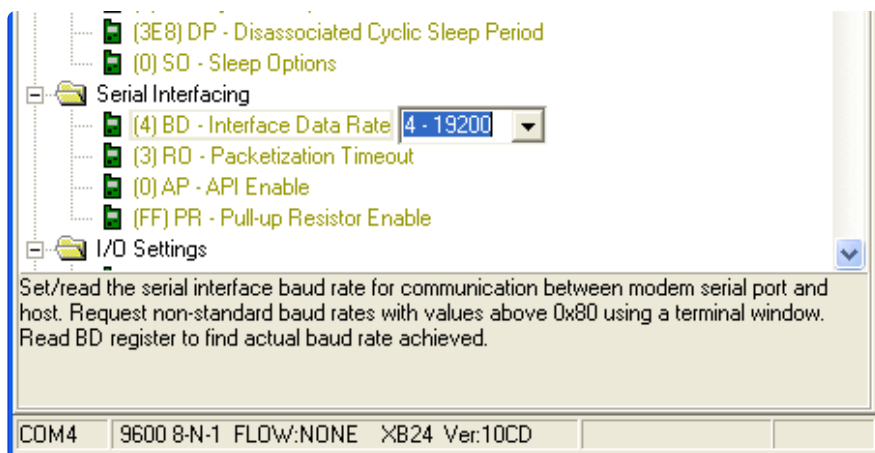 (3E8) DP - Disassociated Cyclic Sleep Period
(0) SO - Sleep Options
Serial Interfacing
(4) BD - Interface Data Rate 4 - 19200
(3) RO - Packetization Timeout
(0) AP - API Enable
(FF) PR - Pull-up Resistor Enable
I/O Settings
Set/read the serial interface baud rate for communication between modem serial port and
host. Request non-standard baud rates with values above 0x80 using a terminal window.
Read BD register to find actual baud rate achieved.
COM4 9600 8-N-1 FLOW:NONE XB24 Ver:10CD